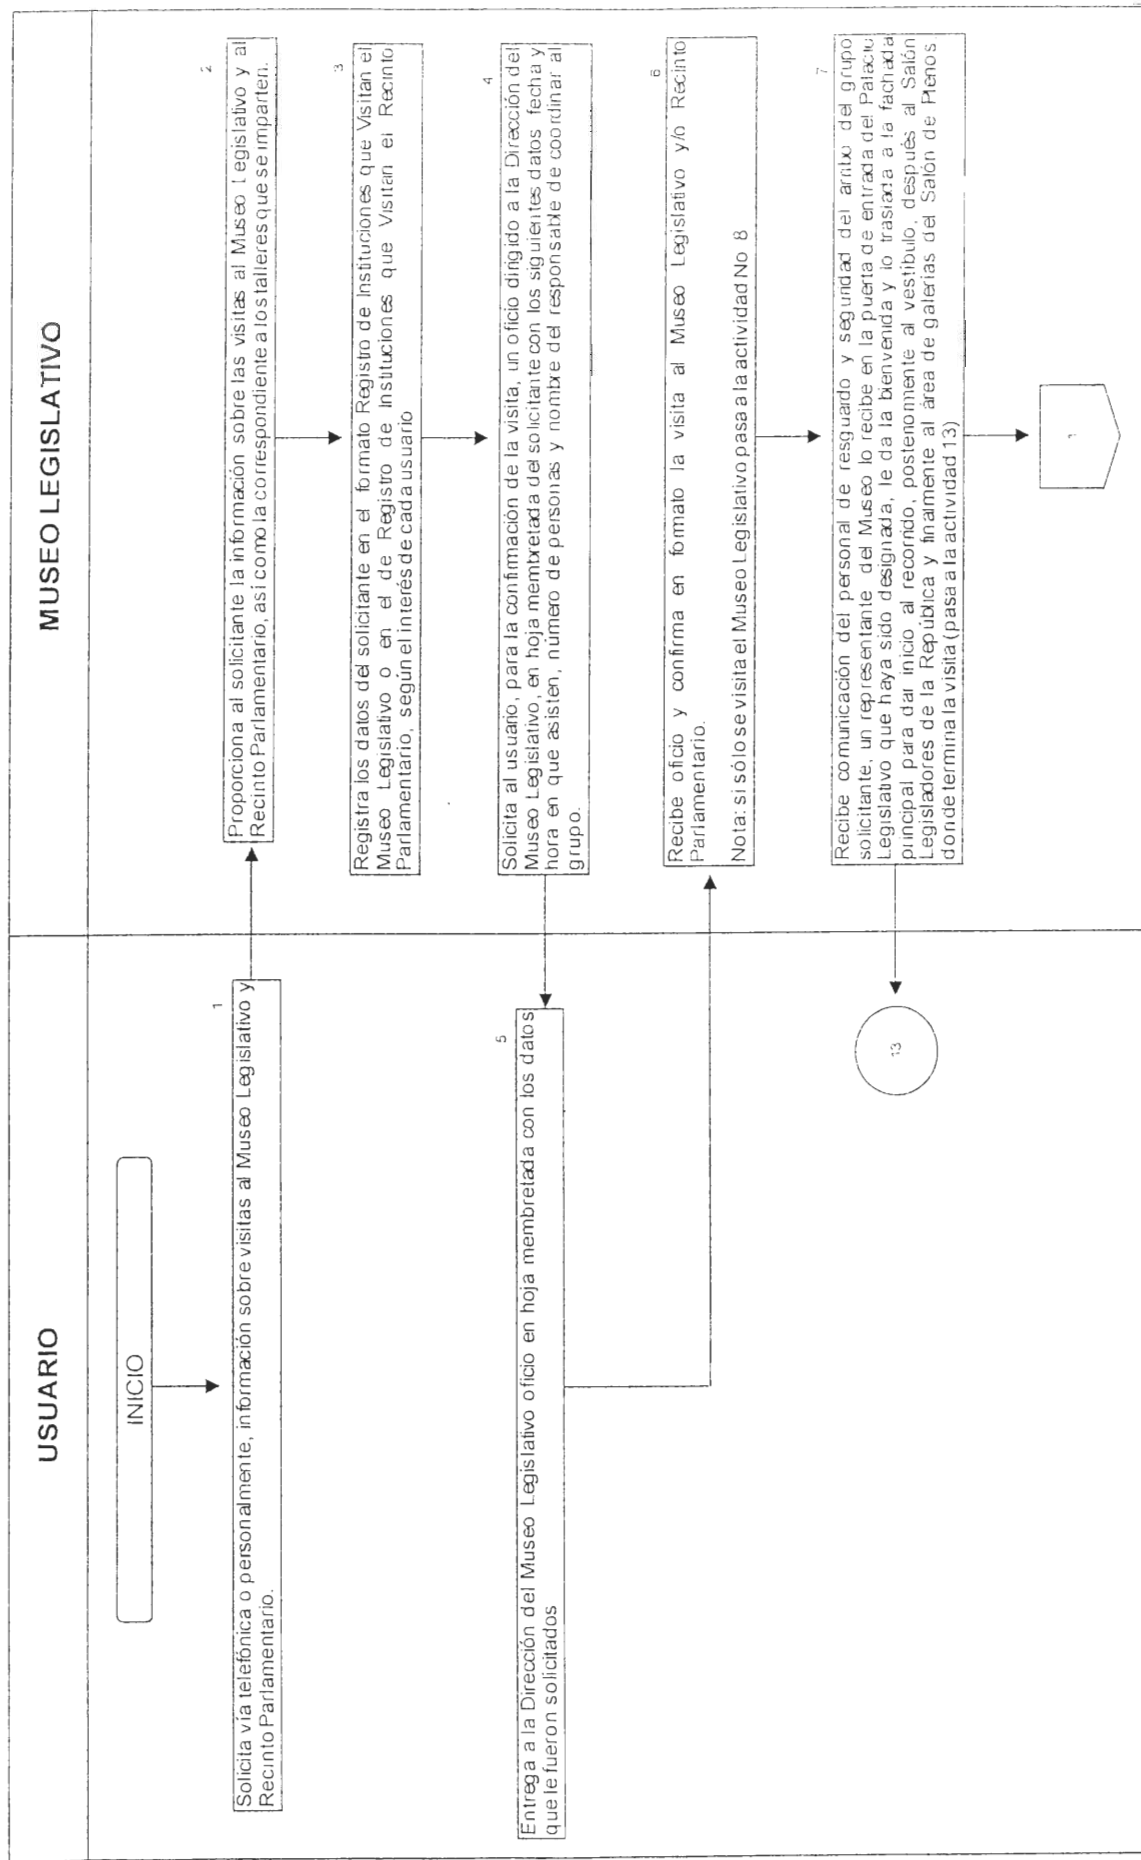 USUARIO
MUSEO LEGISLATIVO
INICIO
1
Solicita vía telefónica o personalmente, información sobre visitas al Museo Legislativo y
Recinto Parlamentario.
2
Proporciona al solicitante la información sobre las visitas al Museo Legislativo y al
Recinto Parlamentario, así como la correspondiente a los talleres que se imparten.
3
Registra los datos del solicitante en el formato Registro de Instituciones que Visitan el
Museo Legislativo o en el de Registro de Instituciones que Visitan el Recinto
Parlamentario, según el interés de cada usuario
4
Solicita al usuario, para la confirmación de la visita, un oficio dirigido a la Dirección del
Museo Legislativo, en hoja membretada del solicitante con los siguientes datos fecha y
hora en que asisten, número de personas y nombre del responsable de coordinar al
grupo.
5
Entrega a la Dirección del Museo Legislativo oficio en hoja membretada con los datos
que le fueron solicitados
6
Recibe oficio y confirma en formato la visita al Museo Legislativo y/o Recinto
Parlamentario.
Nota: si sólo se visita el Museo Legislativo pasa a la actividad No 8
7
Recibe comunicación del personal de resguardo y seguridad del arribo del grupo
solicitante, un representante del Museo lo recibe en la puerta de entrada del Palacio
Legislativo que haya sido designada, le da la bienvenida y lo traslada a la fachada
principal para dar inicio al recorrido, posteriormente al vestíbulo, después al Salón
Legisladores de la República y finalmente al área de galerías del Salón de Plenos
donde termina la visita (pasa a la actividad 13)
13
1